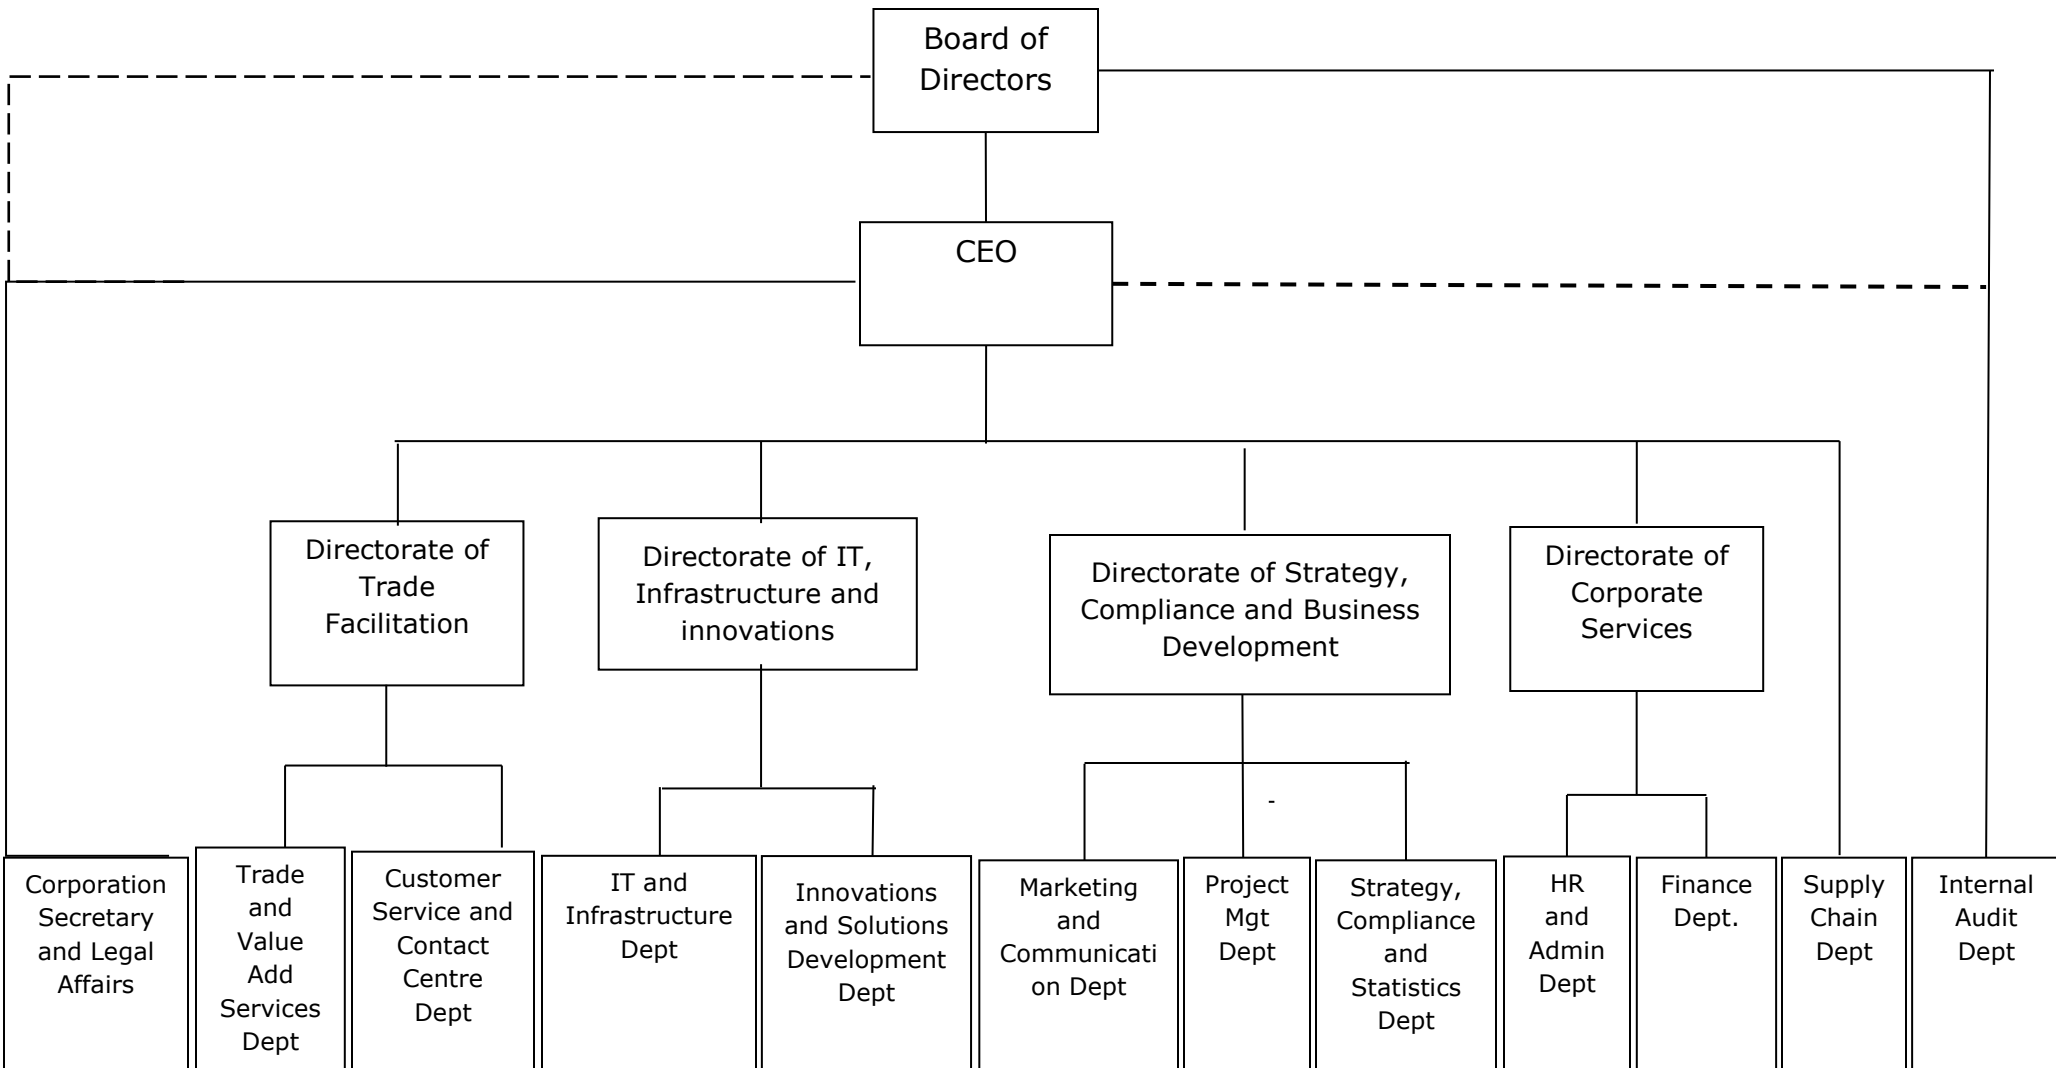 Board of
Directors
CEO
Directorate of
Trade
Facilitation
Directorate of IT,
Infrastructure and
innovations
Directorate of Strategy,
Compliance and Business
Development
Directorate of
Corporate
Services
-
Corporation
Secretary
and Legal
Affairs
Trade
and
Value
Add
Services
Dept
Customer
Service and
Contact
Centre
Dept
IT and
Infrastructure
Dept
Innovations
and Solutions
Development
Dept
Marketing
and
Communicati
on Dept
Project
Mgt
Dept
Strategy,
Compliance
and
Statistics
Dept
HR
and
Admin
Dept
Finance
Dept.
Supply
Chain
Dept
Internal
Audit
Dept